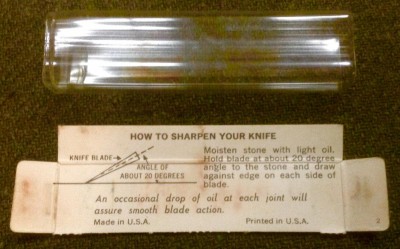 HOW TO SHARPEN YOUR KNIFE
KNIFE BLADE
ANGLE OF
ABOUT 20 DEGREES
Moisten stone with light oil.
Hold blade at about 20 degree
angle to the stone and draw
against edge on each side of
blade.
An occasional drop of oil at each joint will
assure smooth blade action.
Made in U.S.A.
Printed in U.S.A.
2